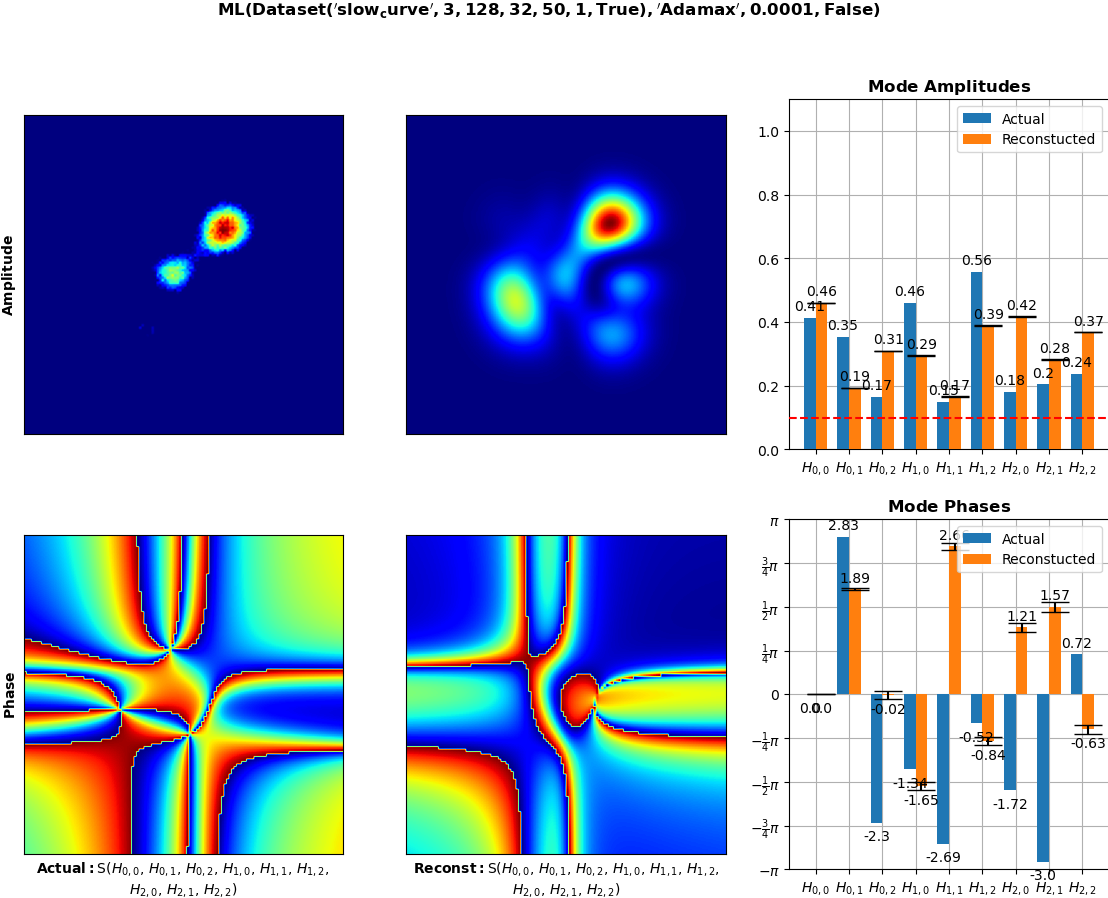 ML(Dataset('slow_curve', 3, 128, 32, 50, 1, True), 'Adamax', 0.0001, False)
Amplitude
Mode Amplitudes
Actual
Reconstucted
1.0
0.8
0.6
0.4
0.2
0.0
0.41
0.46
0.35
0.19
0.17
0.31
0.46
0.29
0.15
0.17
0.56
0.39
0.18
0.42
0.2
0.28
0.24
0.37
H0,0 H0,1 H0,2 H1,0 H1,1 H1,2 H2,0 H2,1 H2,2
Phase
Mode Phases
Actual
Reconstucted
π
3/4π
1/2π
1/4π
0
−1/4π
−1/2π
−3/4π
−π
0.0
0.0
2.83
1.89
-2.3
-0.02
-1.34
-1.65
-2.69
-0.52
-0.84
-1.72
1.21
-3.0
1.57
0.72
-0.63
H0,0 H0,1 H0,2 H1,0 H1,1 H1,2 H2,0 H2,1 H2,2
Actual: S(H0,0, H0,1, H0,2, H1,0, H1,1, H1,2,
H2,0, H2,1, H2,2)
Reconst: S(H0,0, H0,1, H0,2, H1,0, H1,1, H1,2,
H2,0, H2,1, H2,2)